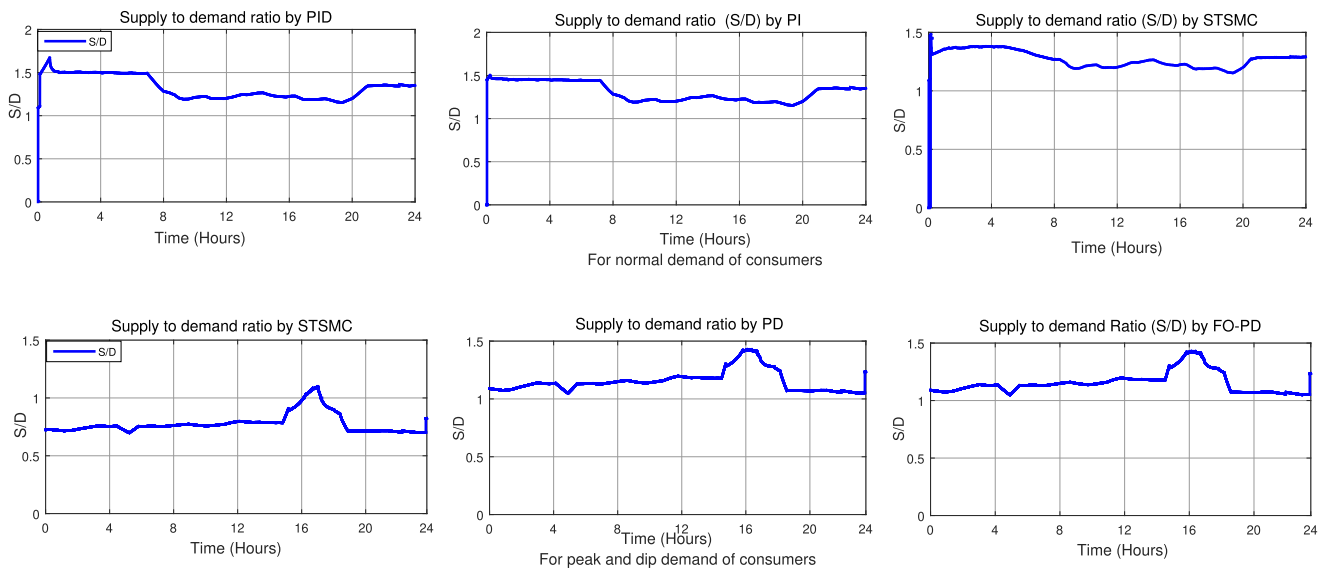 Supply to demand ratio by PID
2
S/D
1.5
1
0.5
0
S/D
0 4 8 12 16 20 24
Time (Hours)
Supply to demand ratio (S/D) by PI
2
1.5
1
0.5
0
S/D
0 4 8 12 16 20 24
Time (Hours)
For normal demand of consumers
Supply to demand ratio (S/D) by STSMC
1.5
1
0.5
0
S/D
0 4 8 12 16 20 24
Time (Hours)
Supply to demand ratio by STSMC
1.5
S/D
1
0.5
0
S/D
0 4 8 12 16 20 24
Time (Hours)
Supply to demand ratio by PD
1.5
1
0.5
0
S/D
0 4 8 12 16 20 24
Time (Hours)
For peak and dip demand of consumers
Supply to demand Ratio (S/D) by FO-PD
1.5
1
0.5
0
S/D
0 4 8 12 16 20 24
Time (Hours)